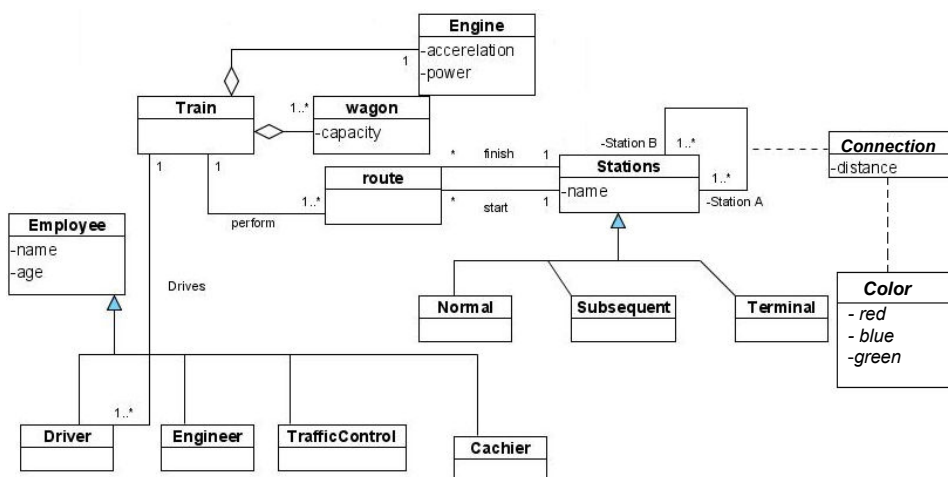 Engine
-accerelation
-power
1
Train
1..*
wagon
-capacity
1
1
-Station B
1..*
Connection
-distance
*
finish
1
Stations
-name
1..*
-Station A
route
*
start
1
1..*
perform
Employee
-name
-age
Drives
Normal
Subsequent
Terminal
Color
- red
- blue
-green
1..*
Driver
Engineer
TrafficControl
Cachier